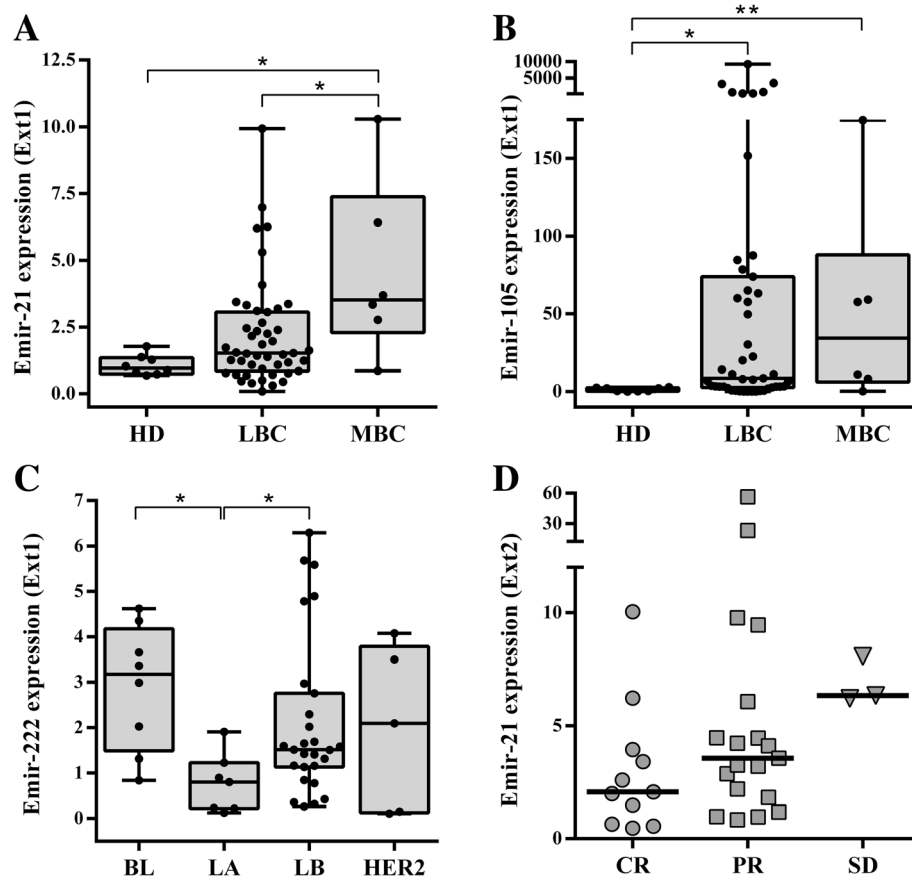 A
Emir-21 expression (Ext1)
12.5
10.0
7.5
5.0
2.5
0.0
*
*
HD LBC MBC
B
Emir-105 expression (Ext1)
10000
5000
150
100
50
0
**
*
HD LBC MBC
C
Emir-222 expression (Ext1)
7
6
5
4
3
2
1
0
* *
BL LA LB HER2
D
Emir-21 expression (Ext2)
60
30
10
5
0
CR PR SD